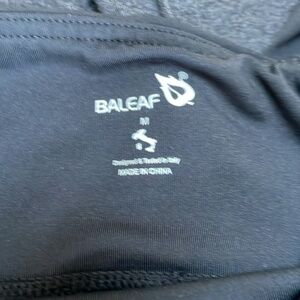 BALEAF®
M
Designed & Tested in Italy
MADE IN CHINA